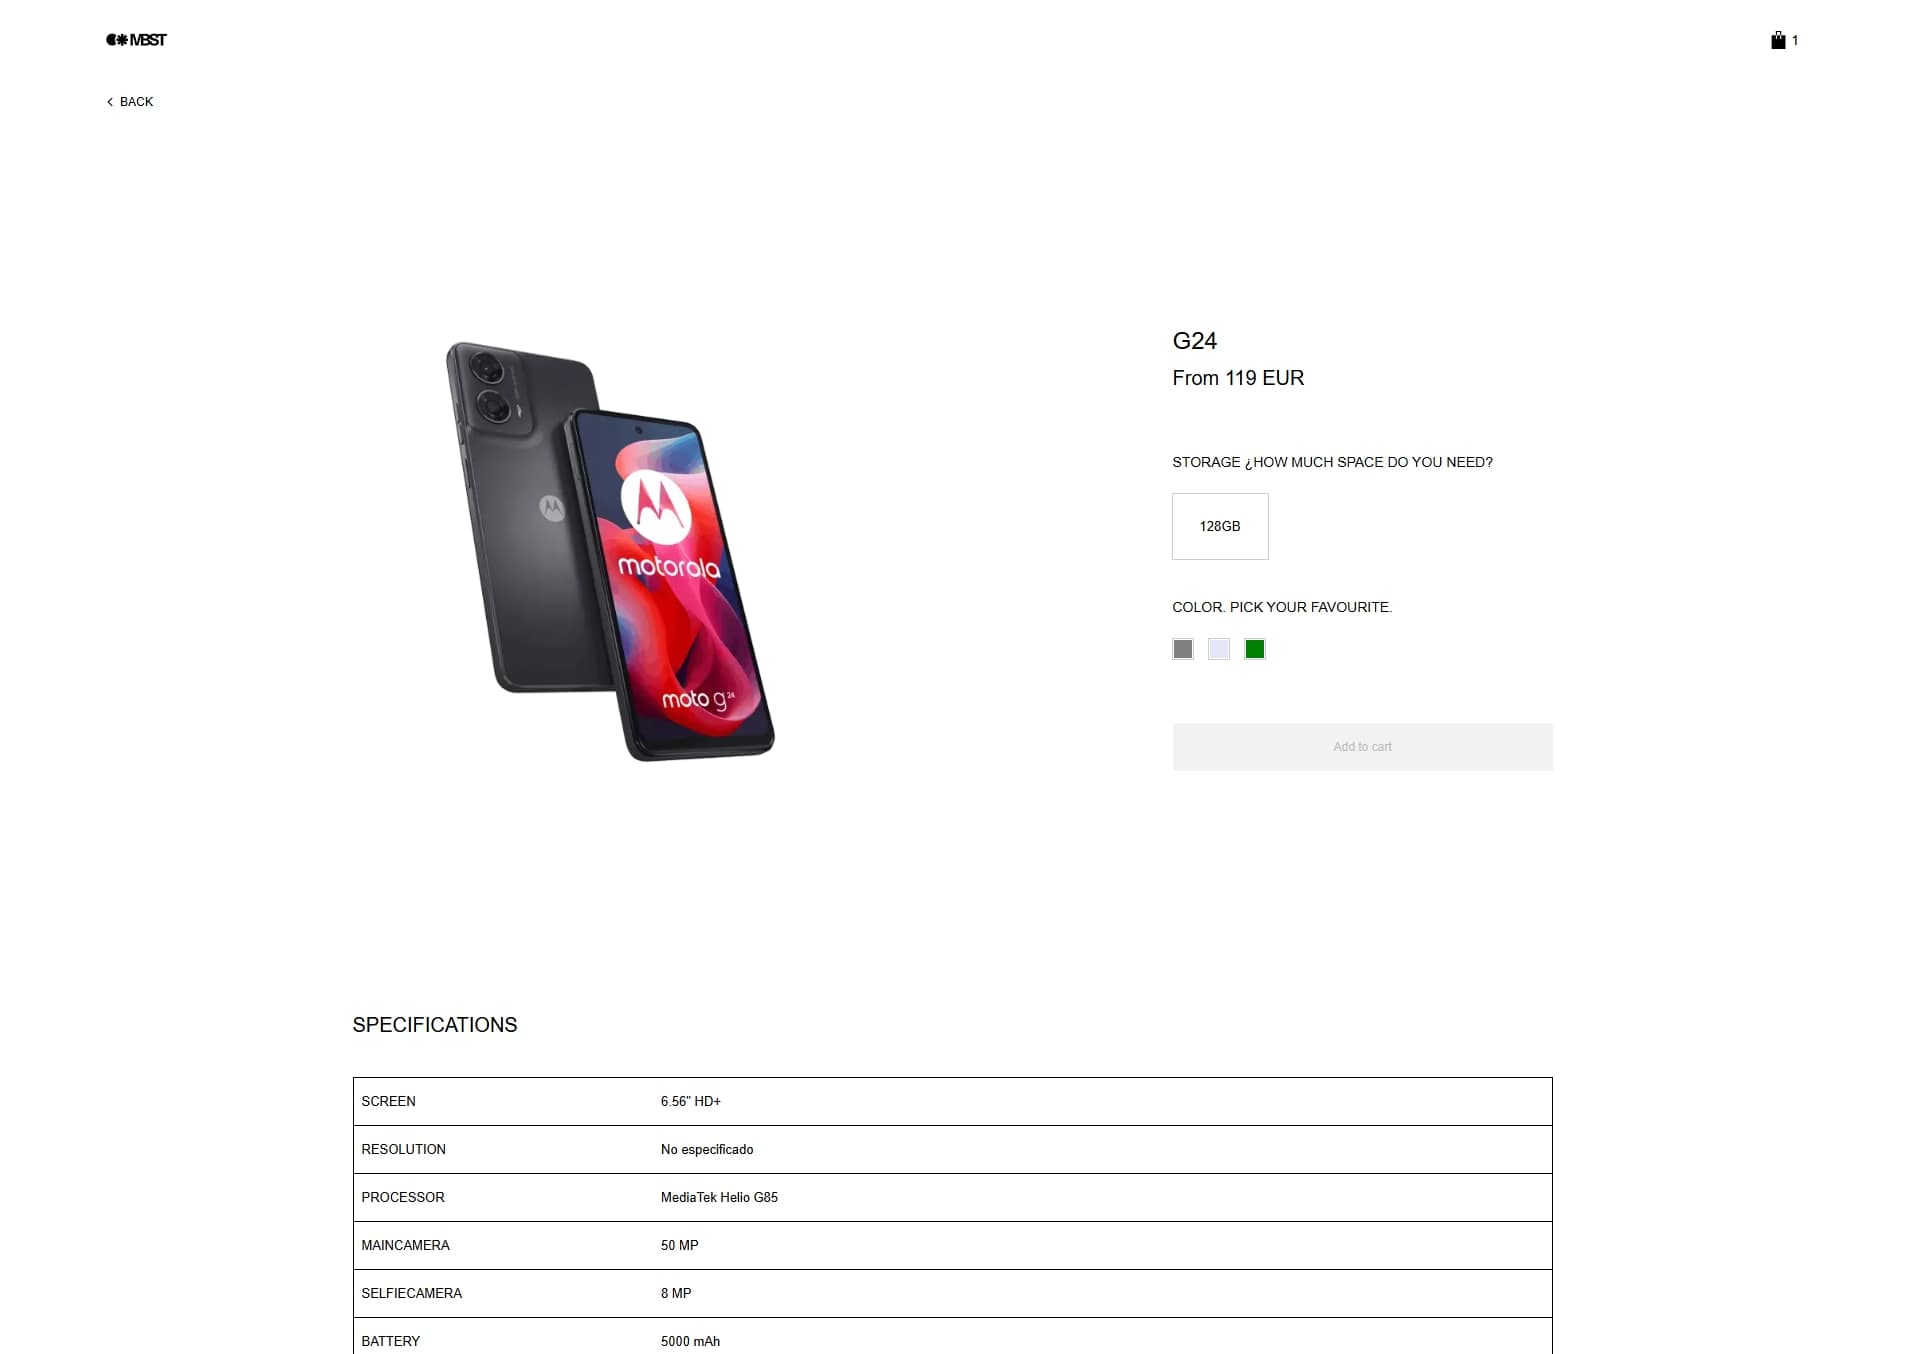 MBST
1
BACK
motorola
moto g24
G24
From 119 EUR
STORAGE ¿HOW MUCH SPACE DO YOU NEED?
128GB
COLOR. PICK YOUR FAVOURITE.
Add to cart
SPECIFICATIONS
SCREEN 6.56" HD+
RESOLUTION No especificado
PROCESSOR MediaTek Helio G85
MAINCAMERA 50 MP
SELFIECAMERA 8 MP
BATTERY 5000 mAh